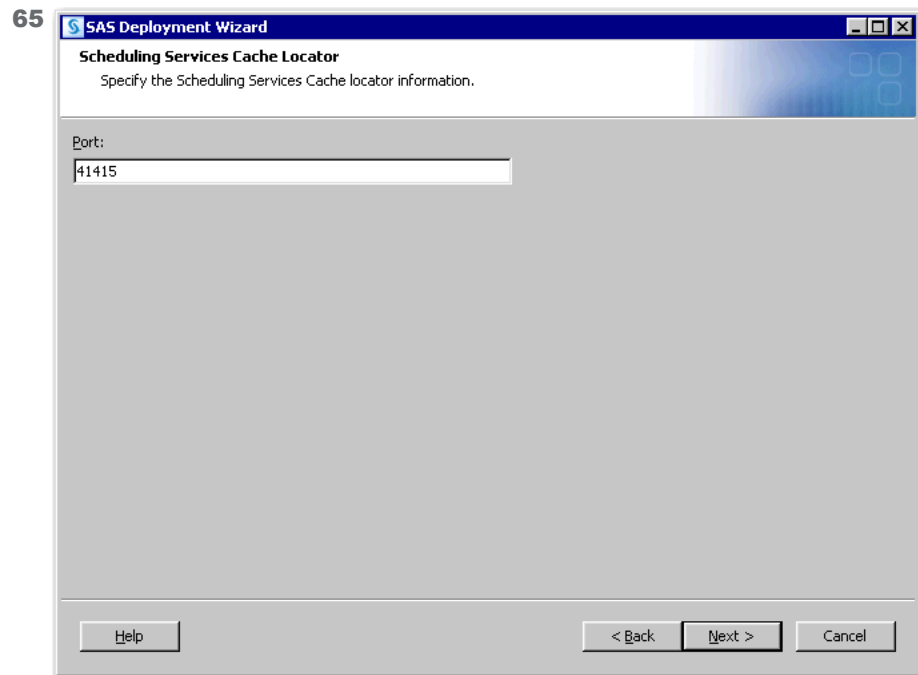 65
SAS Deployment Wizard
Scheduling Services Cache Locator
Specify the Scheduling Services Cache locator information.
Port:
41415
Help
< Back
Next >
Cancel